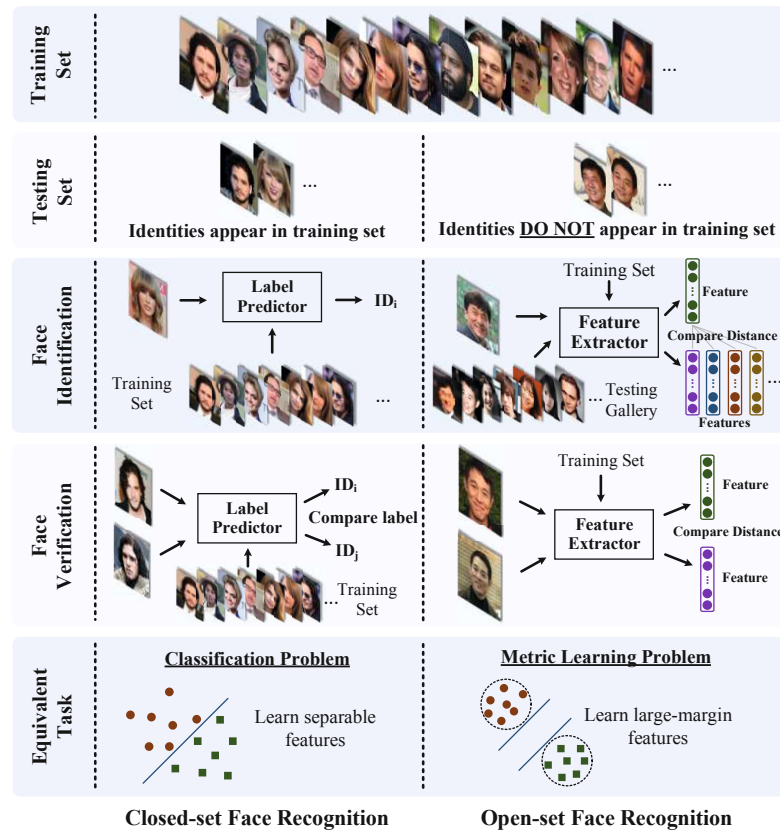 Training
Set
...
Testing
Set
...
Identities appear in training set
...
Identities DO NOT appear in training set
Face
Identification
Label
Predictor
IDi
Training
Set
...
Training Set
Feature
Extractor
Feature
Compare Distance
... Testing
Gallery
...
Features
Face
Verification
Label
Predictor
IDi
Compare label
IDj
... Training
Set
Training Set
Feature
Extractor
Feature
Compare Distance
Feature
Equivalent
Task
Classification Problem
Learn separable
features
Metric Learning Problem
Learn large-margin
features
Closed-set Face Recognition
Open-set Face Recognition